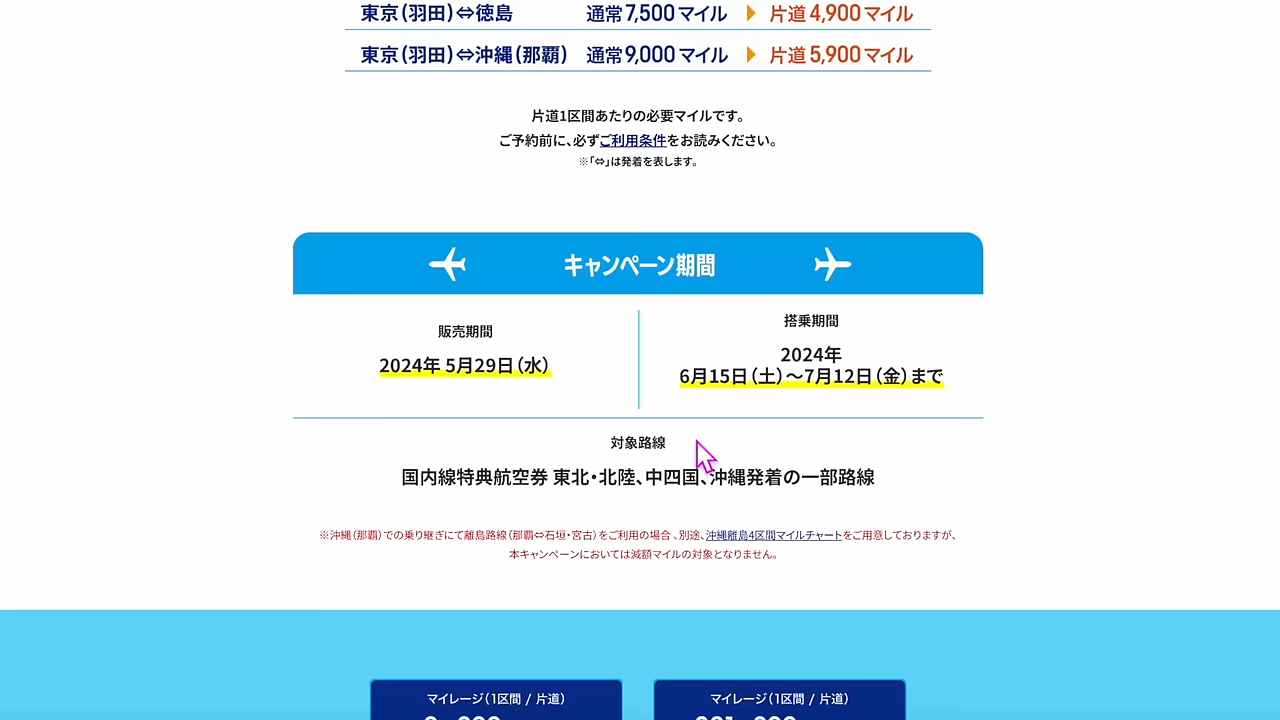 東京(羽田)⇔徳島 通常7,500マイル ▶ 片道4,900マイル
東京(羽田)⇔沖縄(那覇) 通常9,000マイル ▶ 片道5,900マイル
片道1区間あたりの必要マイルです。
ご予約前に、必ずご利用条件をお読みください。
※「⇔」は発着を表します。
キャンペーン期間
販売期間
2024年 5月29日(水)
搭乗期間
2024年
6月15日(土)～7月12日(金)まで
対象路線
国内線特典航空券 東北・北陸、中四国、沖縄発着の一部路線
※沖縄(那覇)での乗り継ぎにて離島路線(那覇⇔石垣・宮古)をご利用の場合、別途、沖縄離島4区間マイルチャートをご用意しておりますが、
本キャンペーンにおいては減額マイルの対象となりません。
マイレージ(1区間 / 片道)
マイレージ(1区間 / 片道)